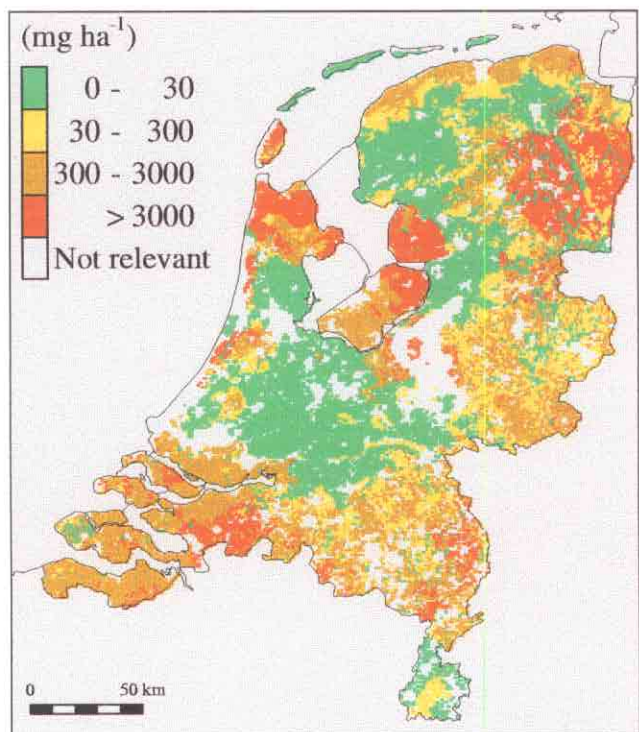 (mg ha⁻¹)
0 - 30
30 - 300
300 - 3000
> 3000
Not relevant
0 50 km